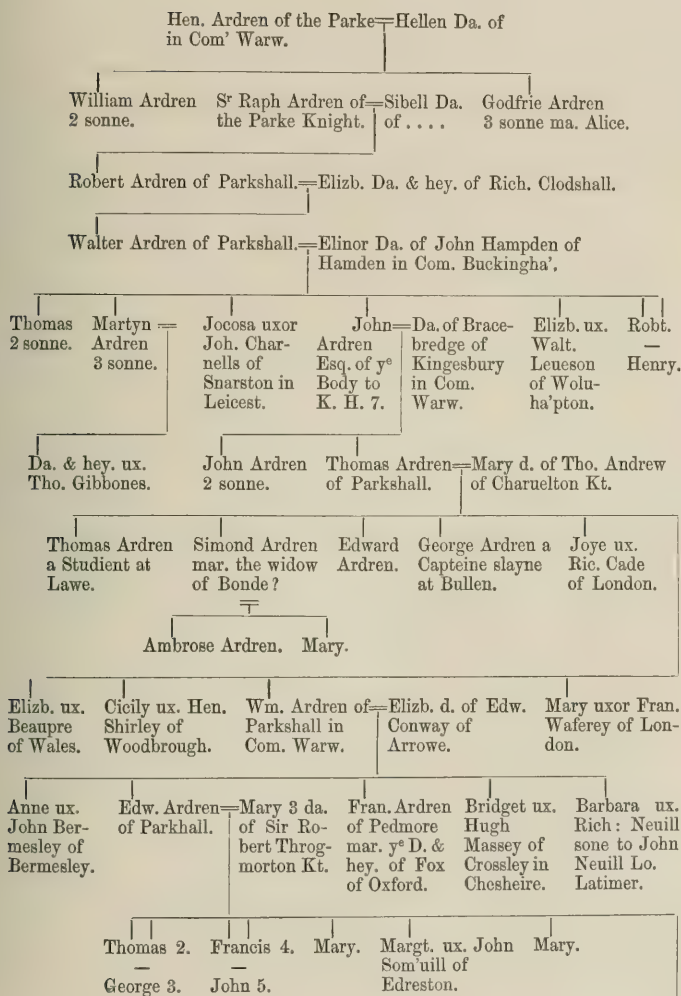 Hen. Ardren of the Parke=Hellen Da. of
in Com' Warw.
William Ardren
2 sonne.
Sʳ Raph Ardren of=Sibell Da.
the Parke Knight. of . . . .
Godfrie Ardren
3 sonne ma. Alice.
Robert Ardren of Parkshall.=Elizb. Da. & hey. of Rich. Clodshall.
Walter Ardren of Parkshall.=Elinor Da. of John Hampden of
Hamden in Com. Buckingha'.
Thomas
2 sonne.
Martyn =
Ardren
3 sonne.
Jocosa uxor
Joh. Char-
nells of
Snarston in
Leicest.
John=
Ardren
Esq. of yᵉ
Body to
K. H. 7.
Da. of Brace-
bredge of
Kingesbury
in Com.
Warw.
Elizb. ux.
Walt.
Leueson
of Wolu-
ha'pton.
Robt.
—
Henry.
Da. & hey. ux.
Tho. Gibbones.
John Ardren
2 sonne.
Thomas Ardren=Mary d. of Tho. Andrew
of Parkshall. of Charuelton Kt.
Thomas Ardren
a Studient at
Lawe.
Simond Ardren
mar. the widow
of Bonde ?
Edward
Ardren.
George Ardren a
Capteine slayne
at Bullen.
Joye ux.
Ric. Cade
of London.
Ambrose Ardren. Mary.
Elizb. ux.
Beaupre
of Wales.
Cicily ux. Hen.
Shirley of
Woodbrough.
Wm. Ardren of=
Parkshall in
Com. Warw.
Elizb. d. of Edw.
Conway of
Arrowe.
Mary uxor Fran.
Waferey of Lon-
don.
Anne ux.
John Ber-
mesley of
Bermesley.
Edw. Ardren=
of Parkhall.
Mary 3 da.
of Sir Ro-
bert Throg-
morton Kt.
Fran. Ardren
of Pedmore
mar. yᵉ D. &
hey. of Fox
of Oxford.
Bridget ux.
Hugh
Massey of
Crossley in
Chesheire.
Barbara ux.
Rich: Neuill
sone to John
Neuill Lo.
Latimer.
Thomas 2.
—
George 3.
Francis 4.
—
John 5.
Mary.
Margt. ux. John
Som'uill of
Edreston.
Mary.